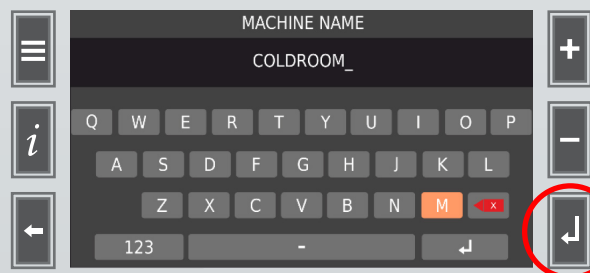 MACHINE NAME
COLDROOM_
Q W E R T Y U I O P
A S D F G H J K L
Z X C V B N M x
123 -
i
+
-